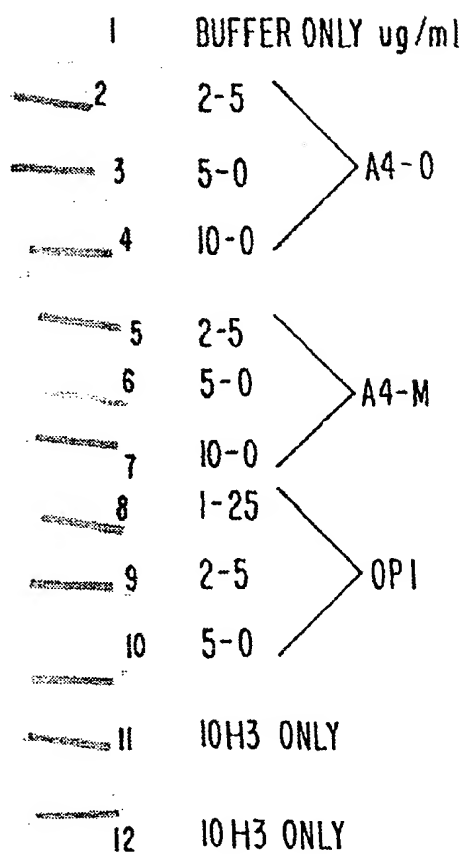 1 BUFFER ONLY ug/ml
2 2-5
3 5-0 A4-0
4 10-0
5 2-5
6 5-0 A4-M
7 10-0
8 1-25
9 2-5 OPI
10 5-0
11 10H3 ONLY
12 10H3 ONLY